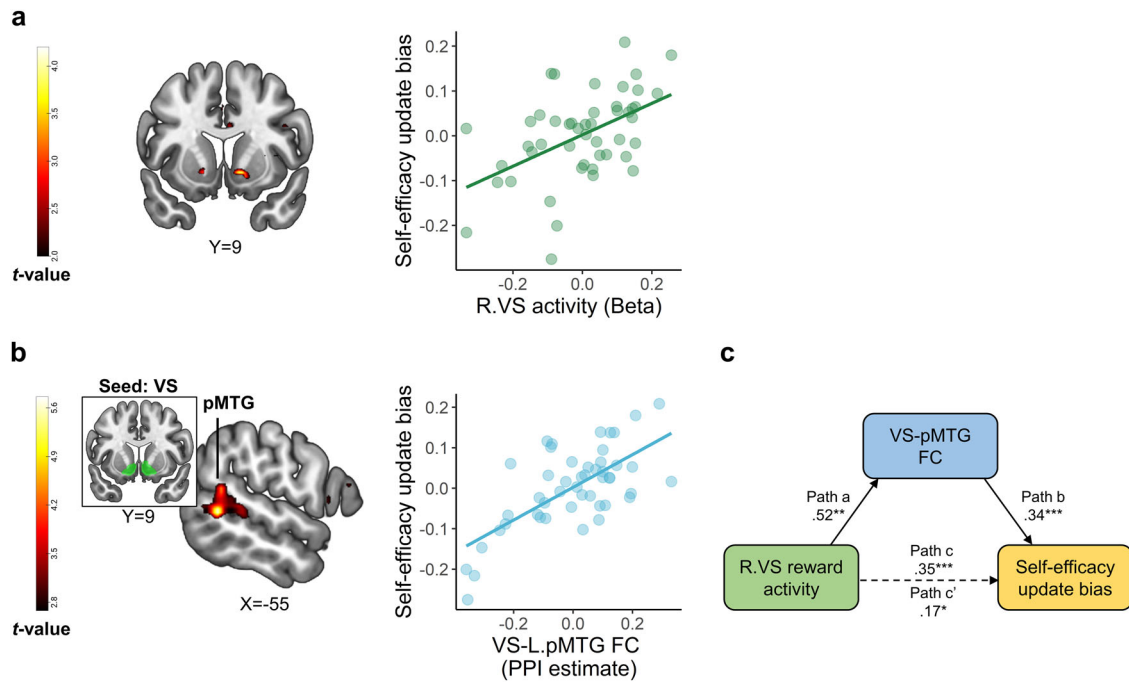 a
4.0
3.5
3.0
2.5
2.0
t-value
Y=9
Self-efficacy update bias
0.2
0.1
0.0
-0.1
-0.2
-0.2
0.0
0.2
R.VS activity (Beta)
b
5.6
4.9
4.2
3.5
2.8
t-value
Seed: VS
Y=9
pMTG
X=-55
Self-efficacy update bias
0.2
0.1
0.0
-0.1
-0.2
-0.2
0.0
0.2
VS-L.pMTG FC
(PPI estimate)
c
VS-pMTG
FC
Path a
.52**
Path b
.34***
R.VS reward
activity
Path c
.35***
Path c'
.17*
Self-efficacy
update bias